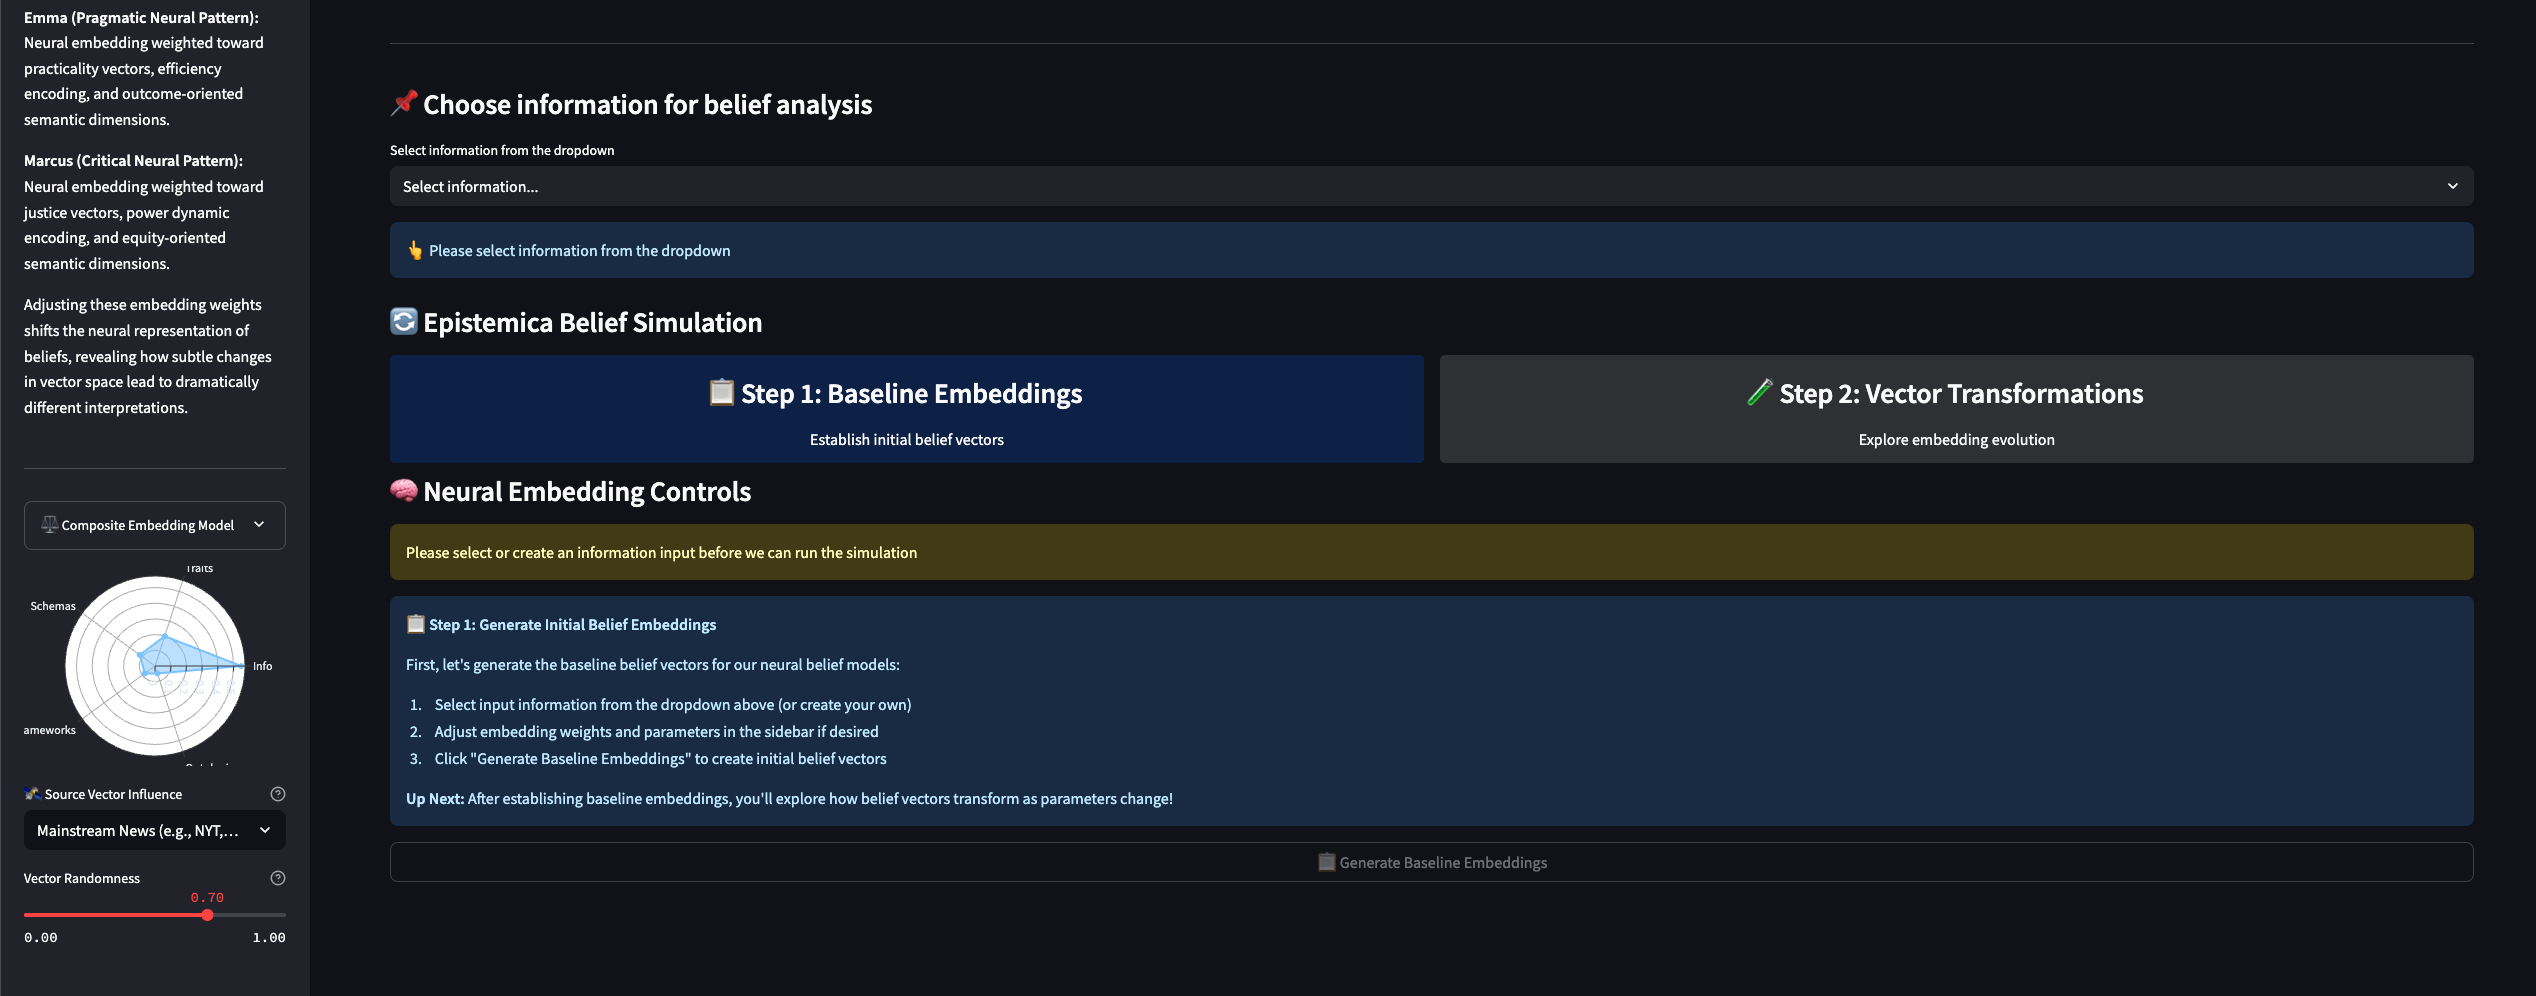 Emma (Pragmatic Neural Pattern):
Neural embedding weighted toward
practicality vectors, efficiency
encoding, and outcome-oriented
semantic dimensions.
Marcus (Critical Neural Pattern):
Neural embedding weighted toward
justice vectors, power dynamic
encoding, and equity-oriented
semantic dimensions.
Adjusting these embedding weights
shifts the neural representation of
beliefs, revealing how subtle changes
in vector space lead to dramatically
different interpretations.
Composite Embedding Model
Traits
Schemas
Info
ameworks
Source Vector Influence
Mainstream News (e.g., NYT,...
Vector Randomness
0.70
0.00 1.00
Choose information for belief analysis
Select information from the dropdown
Select information...
Please select information from the dropdown
Epistemica Belief Simulation
Step 1: Baseline Embeddings
Establish initial belief vectors
Step 2: Vector Transformations
Explore embedding evolution
Neural Embedding Controls
Please select or create an information input before we can run the simulation
Step 1: Generate Initial Belief Embeddings
First, let's generate the baseline belief vectors for our neural belief models:
1. Select input information from the dropdown above (or create your own)
2. Adjust embedding weights and parameters in the sidebar if desired
3. Click "Generate Baseline Embeddings" to create initial belief vectors
Up Next: After establishing baseline embeddings, you'll explore how belief vectors transform as parameters change!
Generate Baseline Embeddings